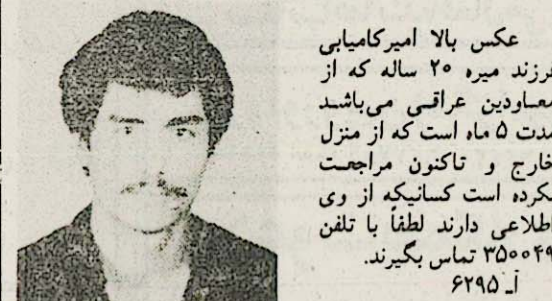 عکس بالا امیرکامیابی
فرزند میره ۲۰ ساله که از
معاودین عراقی می‌باشد
مدت ۵ ماه است که از منزل
خارج و تاکنون مراجعت
نکرده است کسانیکه از وی
اطلاعی دارند لطفاً با تلفن
۳۵۰۰۴۹ تماس بگیرند.
آـ ۶۲۹۵